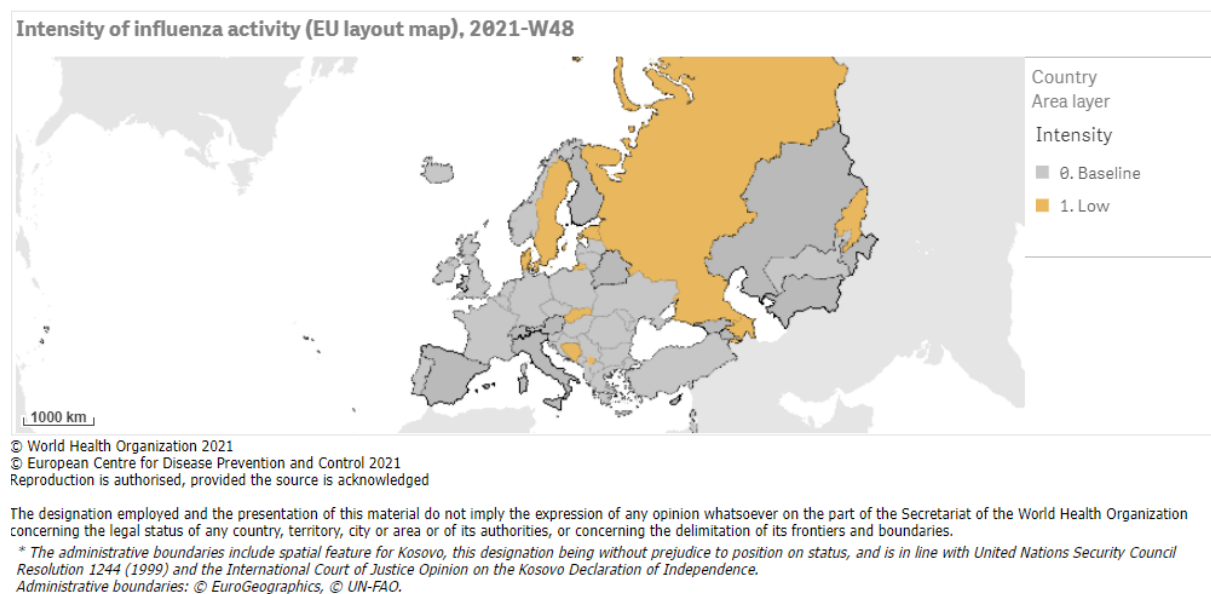 Intensity of influenza activity (EU layout map), 2021-W48
Country
Area layer
Intensity
0. Baseline
1. Low
1000 km
© World Health Organization 2021
© European Centre for Disease Prevention and Control 2021
Reproduction is authorised, provided the source is acknowledged
The designation employed and the presentation of this material do not imply the expression of any opinion whatsoever on the part of the Secretariat of the World Health Organization
concerning the legal status of any country, territory, city or area or of its authorities, or concerning the delimitation of its frontiers and boundaries.
* The administrative boundaries include spatial feature for Kosovo, this designation being without prejudice to position on status, and is in line with United Nations Security Council
Resolution 1244 (1999) and the International Court of Justice Opinion on the Kosovo Declaration of Independence.
Administrative boundaries: © EuroGeographics, © UN-FAO.